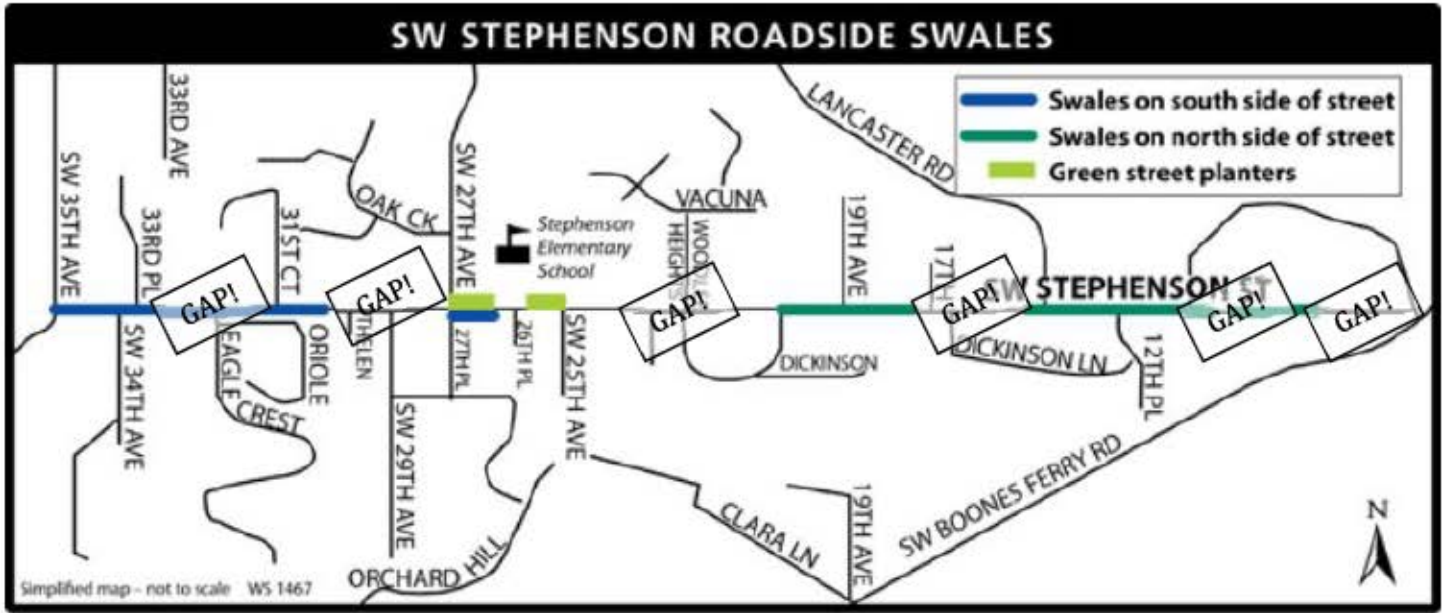 SW STEPHENSON ROADSIDE SWALES
Swales on south side of street
Swales on north side of street
Green street planters
LANCASTER RD
33RD AVE
SW 35TH AVE
33RD PL
31ST CT
OAK CK
SW 27TH AVE
Stephenson
Elementary
School
VACUNA
HEIGHTS
19TH AVE
17TH
SW STEPHENSON ST
GAP!
GAP!
GAP!
GAP!
GAP!
GAP!
SW 34TH AVE
EAGLE
CREST
ORIOLE
THELEN
SW 29TH AVE
27TH PL
26TH PL
SW 25TH AVE
DICKINSON
DICKINSON LN
12TH PL
SW BOONES FERRY RD
CLARA LN
19TH AVE
ORCHARD HILL
N
Simplified map – not to scale WS 1467